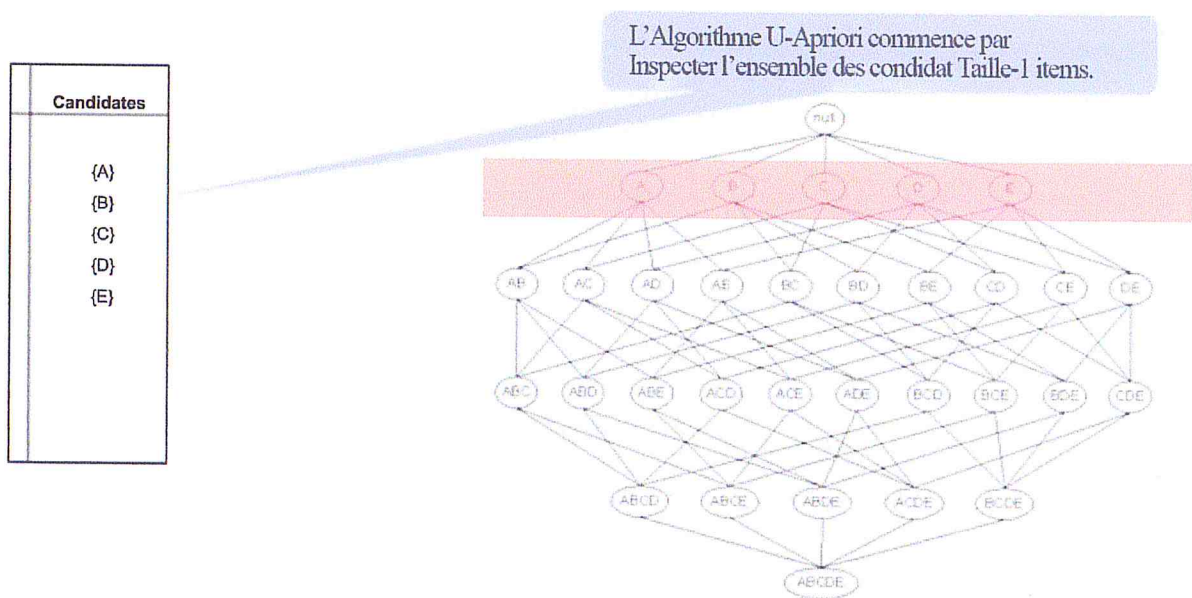 L'Algorithme U-Apriori commence par
Inspecter l'ensemble des condidat Taille-1 items.
Candidates
{A}
{B}
{C}
{D}
{E}
nut
A B C D E
AB AC AD AE BC BD BE CD CE DE
ABC ABD ABE ACD ACE ADE BCD BCE BDE CDE
ABCD ABCE ABDE ACDE BCDE
ABCDE